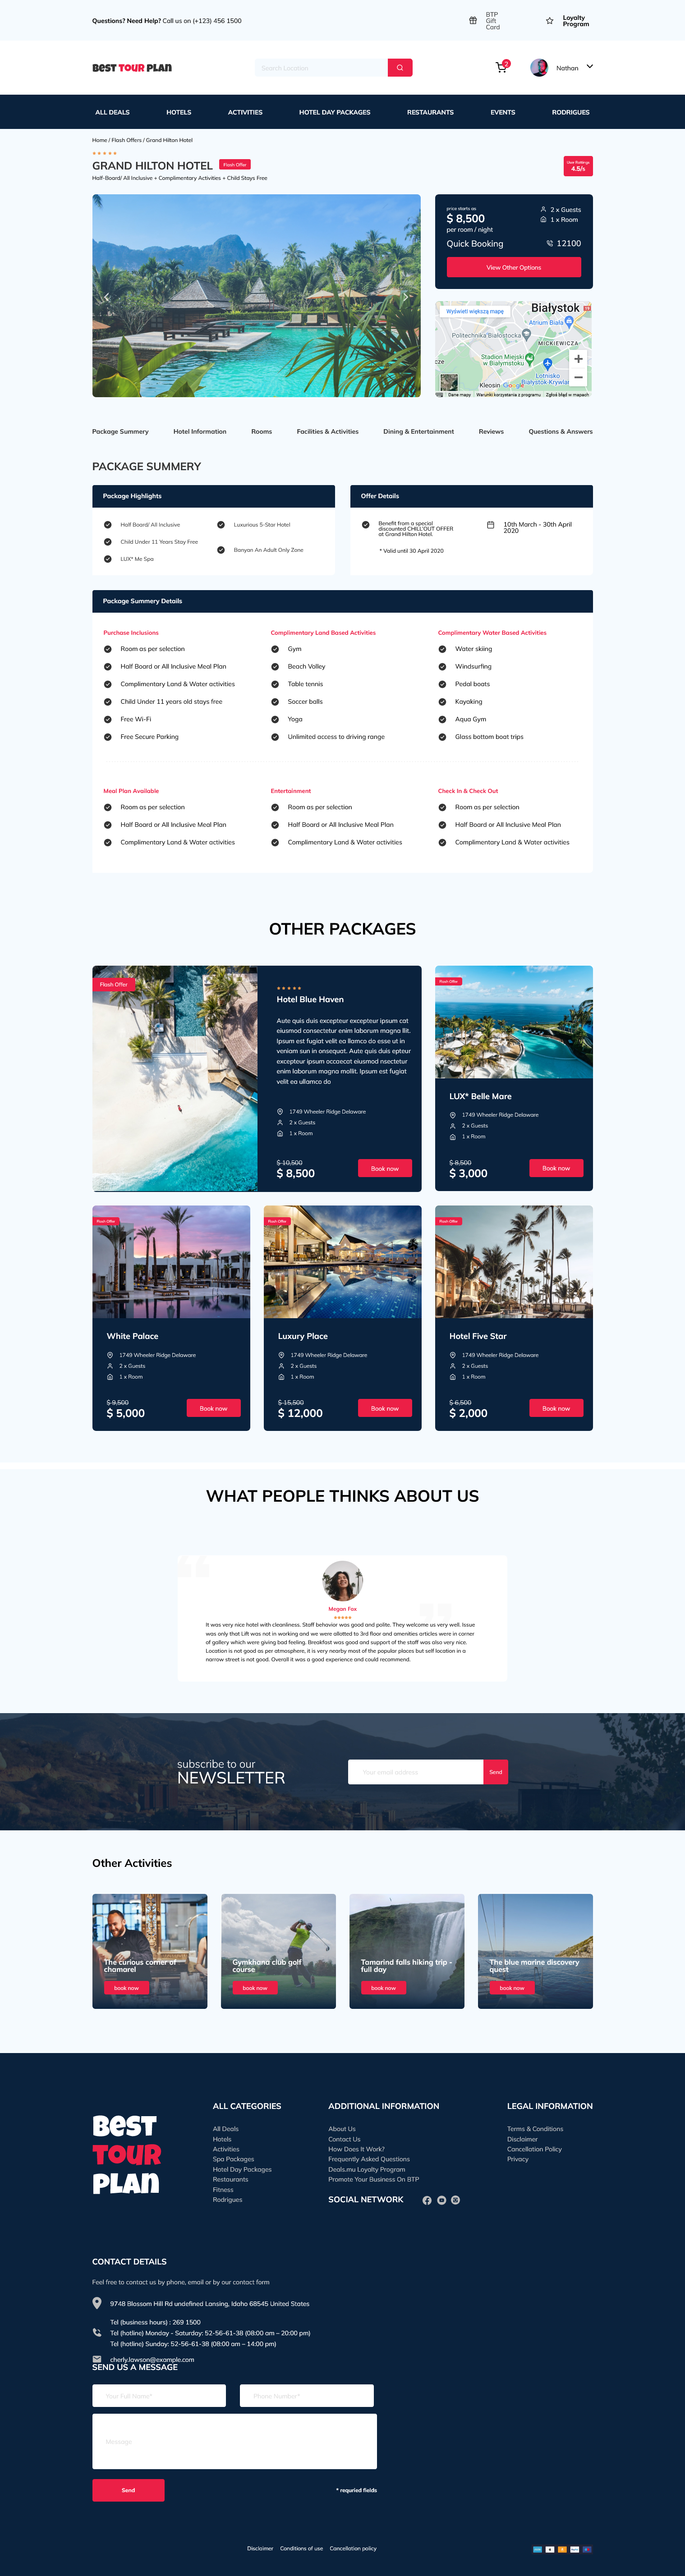 Questions? Need Help? Call us on (+123) 456 1500
BTP
Gift
Card
Loyalty
Program
BEST TOUR PLAN
Search Location
2
Nathan
ALL DEALS
HOTELS
ACTIVITIES
HOTEL DAY PACKAGES
RESTAURANTS
EVENTS
RODRIGUES
Home / Flash Offers / Grand Hilton Hotel
GRAND HILTON HOTEL
Flash Offer
Half-Board/ All Inclusive + Complimentary Activities + Child Stays Free
User Rattings
4.5/5
price starts as
$ 8,500
per room / night
2 x Guests
1 x Room
Quick Booking
12100
View Other Options
Wyświetl większą mapę
Białystok
Atrium Biała
Politechnika Białostocka
MICKIEWICZA
Stadion Miejski
w Białymstoku
Kleosin
Google
Lotnisko
Białystok-Krywlany
Dane mapy
Warunki korzystania z programu
Zgłoś błąd w mapach
Package Summery
Hotel Information
Rooms
Facilities & Activities
Dining & Entertainment
Reviews
Questions & Answers
PACKAGE SUMMERY
Package Highlights
Half Board/ All Inclusive
Luxurious 5-Star Hotel
Child Under 11 Years Stay Free
Banyan An Adult Only Zone
LUX* Me Spa
Offer Details
Benefit from a special
discounted CHILL'OUT OFFER
at Grand Hilton Hotel.
* Valid until 30 April 2020
10th March - 30th April
2020
Package Summery Details
Purchase Inclusions
Room as per selection
Half Board or All Inclusive Meal Plan
Complimentary Land & Water activities
Child Under 11 years old stays free
Free Wi-Fi
Free Secure Parking
Complimentary Land Based Activities
Gym
Beach Volley
Table tennis
Soccer balls
Yoga
Unlimited access to driving range
Complimentary Water Based Activities
Water skiing
Windsurfing
Pedal boats
Kayaking
Aqua Gym
Glass bottom boat trips
Meal Plan Available
Room as per selection
Half Board or All Inclusive Meal Plan
Complimentary Land & Water activities
Entertainment
Room as per selection
Half Board or All Inclusive Meal Plan
Complimentary Land & Water activities
Check In & Check Out
Room as per selection
Half Board or All Inclusive Meal Plan
Complimentary Land & Water activities
OTHER PACKAGES
Flash Offer
Hotel Blue Haven
Aute quis duis excepteur excepteur ipsum cat
eiusmod consectetur enim laborum magna llit.
Ipsum est fugiat velit ea llamco do esse ut in
veniam sun in onsequat. Aute quis duis epteur
excepteur ipsum occaecat eiusmod nsectetur
enim laborum magna mollit. Ipsum est fugiat
velit ea ullamco do
1749 Wheeler Ridge Delaware
2 x Guests
1 x Room
$ 10,500
$ 8,500
Book now
Flash Offer
LUX* Belle Mare
1749 Wheeler Ridge Delaware
2 x Guests
1 x Room
$ 8,500
$ 3,000
Book now
Flash Offer
White Palace
1749 Wheeler Ridge Delaware
2 x Guests
1 x Room
$ 9,500
$ 5,000
Book now
Flash Offer
Luxury Place
1749 Wheeler Ridge Delaware
2 x Guests
1 x Room
$ 15,500
$ 12,000
Book now
Flash Offer
Hotel Five Star
1749 Wheeler Ridge Delaware
2 x Guests
1 x Room
$ 6,500
$ 2,000
Book now
WHAT PEOPLE THINKS ABOUT US
Megan Fox
It was very nice hotel with cleanliness. Staff behavior was good and polite. They welcome us very well. Issue
was only that Lift was not in working and we were allotted to 3rd floor and amenities articles were in corner
of gallery which were giving bad feeling. Breakfast was good and support of the staff was also very nice.
Location is not good as per atmosphere, it is very nearby most of the popular places but self location in a
narrow street is not good. Overall it was a good experience and could recommend.
subscribe to our
NEWSLETTER
Your email address
Send
Other Activities
The curious corner of
chamarel
book now
Gymkhana club golf
course
book now
Tamarind falls hiking trip -
full day
book now
The blue marine discovery
quest
book now
BEST
TOUR
PLAN
ALL CATEGORIES
All Deals
Hotels
Activities
Spa Packages
Hotel Day Packages
Restaurants
Fitness
Rodrigues
ADDITIONAL INFORMATION
About Us
Contact Us
How Does It Work?
Frequently Asked Questions
Deals.mu Loyalty Program
Promote Your Business On BTP
SOCIAL NETWORK
LEGAL INFORMATION
Terms & Conditions
Disclaimer
Cancellation Policy
Privacy
CONTACT DETAILS
Feel free to contact us by phone, email or by our contact form
9748 Blossom Hill Rd undefined Lansing, Idaho 68545 United States
Tel (business hours) : 269 1500
Tel (hotline) Monday - Saturday: 52-56-61-38 (08:00 am – 20:00 pm)
Tel (hotline) Sunday: 52-56-61-38 (08:00 am – 14:00 pm)
cherly.lawson@example.com
SEND US A MESSAGE
Your Full Name*
Phone Number*
Message
Send
* requried fields
Disclaimer
Conditions of use
Cancellation policy